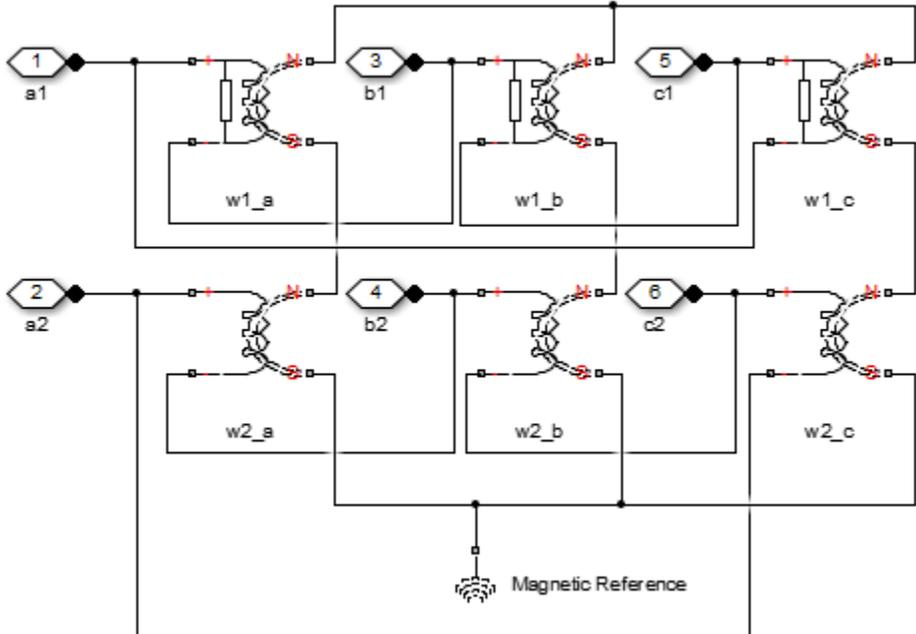 1 + N 3 + N 5 + N
a1 b1 c1
- S - S - S
w1_a w1_b w1_c
2 + N 4 + N 6 + N
a2 b2 c2
- S - S - S
w2_a w2_b w2_c
Magnetic Reference